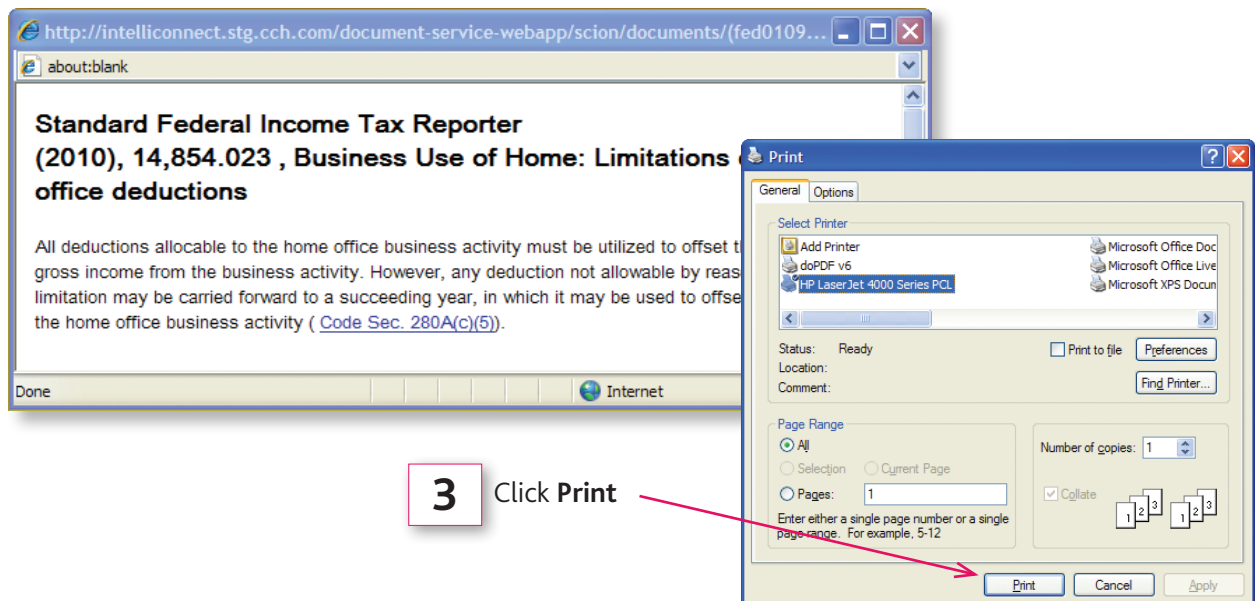 http://intelliconnect.stg.cch.com/document-service-webapp/scion/documents/(fed0109...
about:blank
Standard Federal Income Tax Reporter
(2010), 14,854.023 , Business Use of Home: Limitations
office deductions
All deductions allocable to the home office business activity must be utilized to offset
gross income from the business activity. However, any deduction not allowable by
limitation may be carried forward to a succeeding year, in which it may be used to
the home office business activity ( Code Sec. 280A(c)(5)).
Done
Internet
Print
General
Options
Select Printer
Add Printer
doPDF v6
HP LaserJet 4000 Series PCL
Microsoft Office Doc
Microsoft Office Live
Microsoft XPS Docun
Status: Ready
Location:
Comment:
Print to file
Preferences
Find Printer...
Page Range
All
Selection
Current Page
Pages: 1
Enter either a single page number or a single
page range. For example, 5-12
Number of copies: 1
Collate
1 2 3 1 2 3
Print
Cancel
Apply
3 Click Print